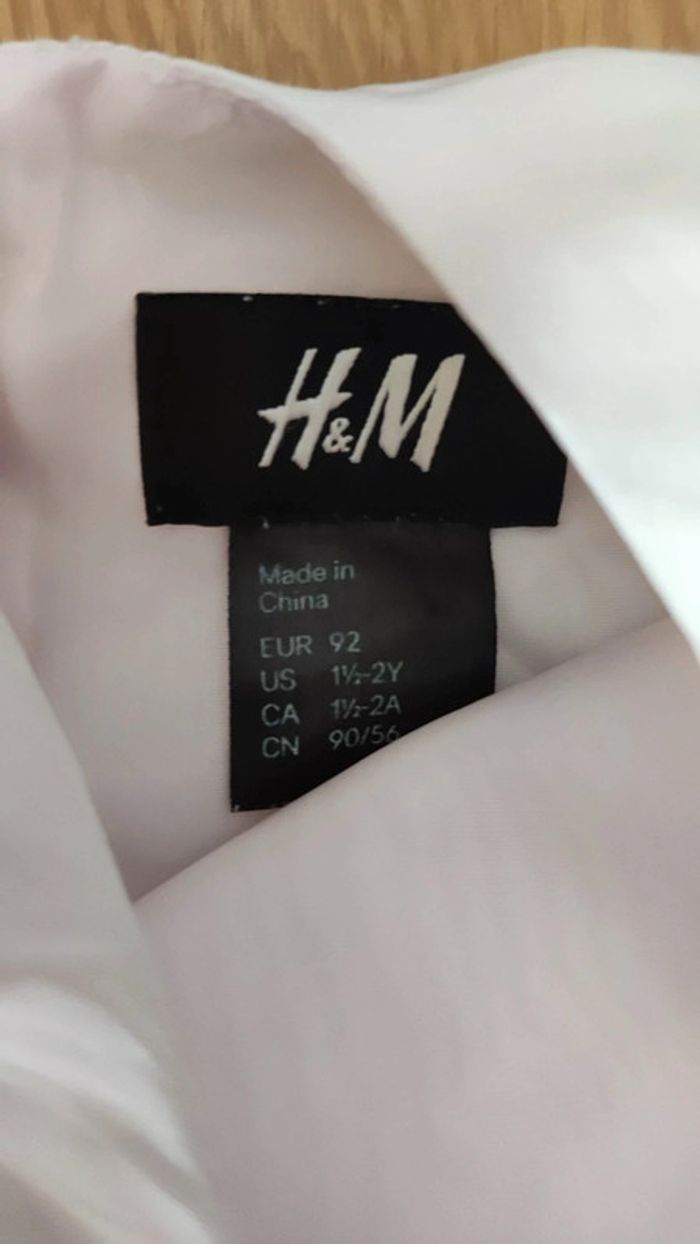 H&M
Made in
China
EUR 92
US 1½-2Y
CA 1½-2A
CN 90/56